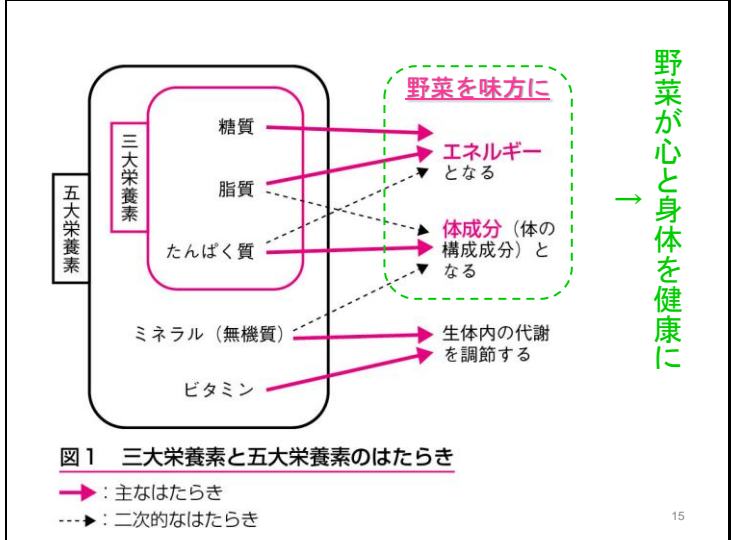 野菜が心と身体を健康に
→
野菜を味方に
五大栄養素
三大栄養素
糖質
脂質
たんぱく質
ミネラル（無機質）
ビタミン
エネルギー
となる
体成分（体の
構成成分）と
なる
生体内の代謝
を調節する
図1 三大栄養素と五大栄養素のはたらき
：主なはたらき
：二次的なはたらき
15